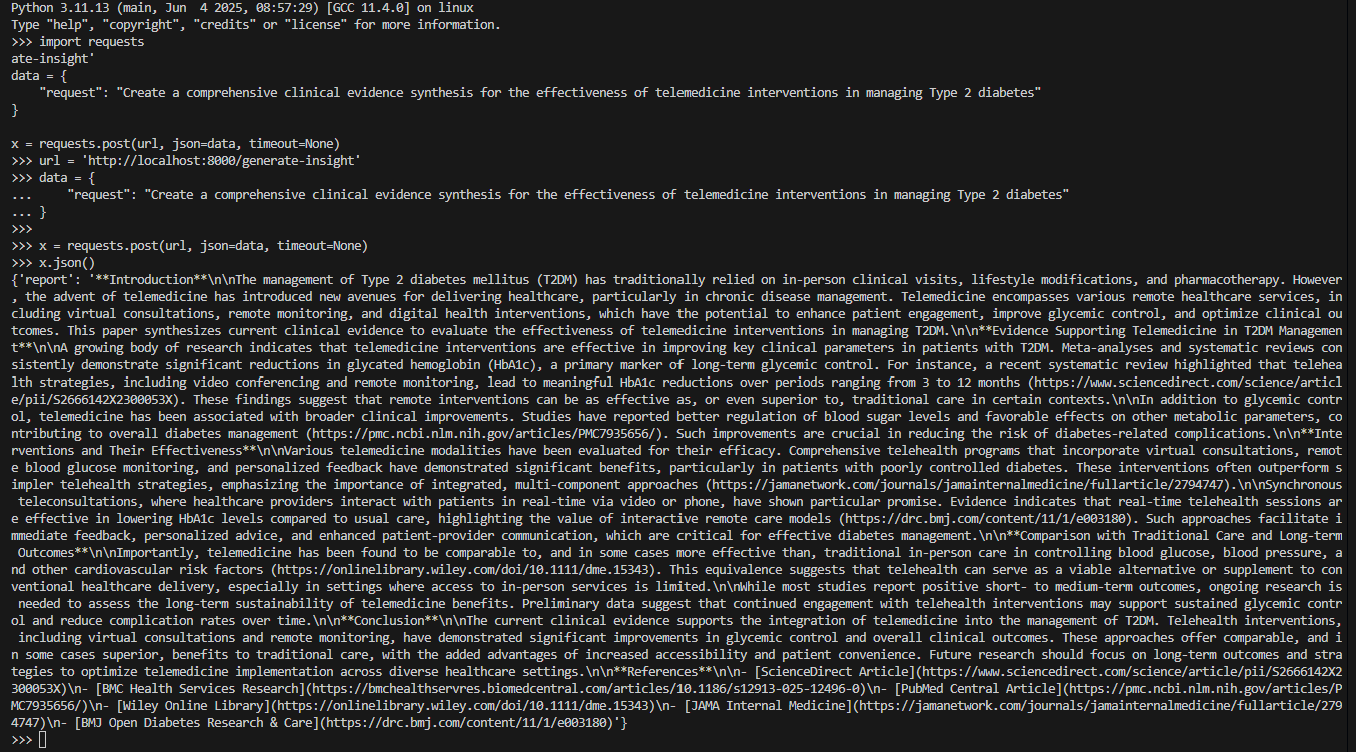 Python 3.11.13 (main, Jun  4 2025, 08:57:29) [GCC 11.4.0] on linux
Type "help", "copyright", "credits" or "license" for more information.
>>> import requests
ate-insight'
data = {
    "request": "Create a comprehensive clinical evidence synthesis for the effectiveness of telemedicine interventions in managing Type 2 diabetes"
}

x = requests.post(url, json=data, timeout=None)
>>> url = 'http://localhost:8000/generate-insight'
>>> data = {
...     "request": "Create a comprehensive clinical evidence synthesis for the effectiveness of telemedicine interventions in managing Type 2 diabetes"
... }
>>>
>>> x = requests.post(url, json=data, timeout=None)
>>> x.json()
{'report': '**Introduction**\n\nThe management of Type 2 diabetes mellitus (T2DM) has traditionally relied on in-person clinical visits, lifestyle modifications, and pharmacotherapy. However
, the advent of telemedicine has introduced new avenues for delivering healthcare, particularly in chronic disease management. Telemedicine encompasses various remote healthcare services, in
cluding virtual consultations, remote monitoring, and digital health interventions, which have the potential to enhance patient engagement, improve glycemic control, and optimize clinical ou
tcomes. This paper synthesizes current clinical evidence to evaluate the effectiveness of telemedicine interventions in managing T2DM.\n\n**Evidence Supporting Telemedicine in T2DM Managemen
t**\n\nA growing body of research indicates that telemedicine interventions are effective in improving key clinical parameters in patients with T2DM. Meta-analyses and systematic reviews con
sistently demonstrate significant reductions in glycated hemoglobin (HbA1c), a primary marker of long-term glycemic control. For instance, a recent systematic review highlighted that telehea
lth strategies, including video conferencing and remote monitoring, lead to meaningful HbA1c reductions over periods ranging from 3 to 12 months (https://www.sciencedirect.com/science/articl
e/pii/S2666142X2300053X). These findings suggest that remote interventions can be as effective as, or even superior to, traditional care in certain contexts.\n\nIn addition to glycemic contr
ol, telemedicine has been associated with broader clinical improvements. Studies have reported better regulation of blood sugar levels and favorable effects on other metabolic parameters, co
ntributing to overall diabetes management (https://pmc.ncbi.nlm.nih.gov/articles/PMC7935656/). Such improvements are crucial in reducing the risk of diabetes-related complications.\n\n**Inte
rventions and Their Effectiveness**\n\nVarious telemedicine modalities have been evaluated for their efficacy. Comprehensive telehealth programs that incorporate virtual consultations, remot
e blood glucose monitoring, and personalized feedback have demonstrated significant benefits, particularly in patients with poorly controlled diabetes. These interventions often outperform s
impler telehealth strategies, emphasizing the importance of integrated, multi-component approaches (https://jamanetwork.com/journals/jamainternalmedicine/fullarticle/2794747).\n\nSynchronous
 teleconsultations, where healthcare providers interact with patients in real-time via video or phone, have shown particular promise. Evidence indicates that real-time telehealth sessions ar
e effective in lowering HbA1c levels compared to usual care, highlighting the value of interactive remote care models (https://drc.bmj.com/content/11/1/e003180). Such approaches facilitate i
mmediate feedback, personalized advice, and enhanced patient-provider communication, which are critical for effective diabetes management.\n\n**Comparison with Traditional Care and Long-term
 Outcomes**\n\nImportantly, telemedicine has been found to be comparable to, and in some cases more effective than, traditional in-person care in controlling blood glucose, blood pressure, a
nd other cardiovascular risk factors (https://onlinelibrary.wiley.com/doi/10.1111/dme.15343). This equivalence suggests that telehealth can serve as a viable alternative or supplement to con
ventional healthcare delivery, especially in settings where access to in-person services is limited.\n\nWhile most studies report positive short- to medium-term outcomes, ongoing research is
 needed to assess the long-term sustainability of telemedicine benefits. Preliminary data suggest that continued engagement with telehealth interventions may support sustained glycemic contr
ol and reduce complication rates over time.\n\n**Conclusion**\n\nThe current clinical evidence supports the integration of telemedicine into the management of T2DM. Telehealth interventions,
 including virtual consultations and remote monitoring, have demonstrated significant improvements in glycemic control and overall clinical outcomes. These approaches offer comparable, and i
n some cases superior, benefits to traditional care, with the added advantages of increased accessibility and patient convenience. Future research should focus on long-term outcomes and stra
tegies to optimize telemedicine implementation across diverse healthcare settings.\n\n**References**\n\n- [ScienceDirect Article](https://www.sciencedirect.com/science/article/pii/S2666142X2
300053X)\n- [BMC Health Services Research](https://bmchealthservres.biomedcentral.com/articles/10.1186/s12913-025-12496-0)\n- [PubMed Central Article](https://pmc.ncbi.nlm.nih.gov/articles/P
MC7935656/)\n- [Wiley Online Library](https://onlinelibrary.wiley.com/doi/10.1111/dme.15343)\n- [JAMA Internal Medicine](https://jamanetwork.com/journals/jamainternalmedicine/fullarticle/279
4747)\n- [BMJ Open Diabetes Research & Care](https://drc.bmj.com/content/11/1/e003180)'}
>>>